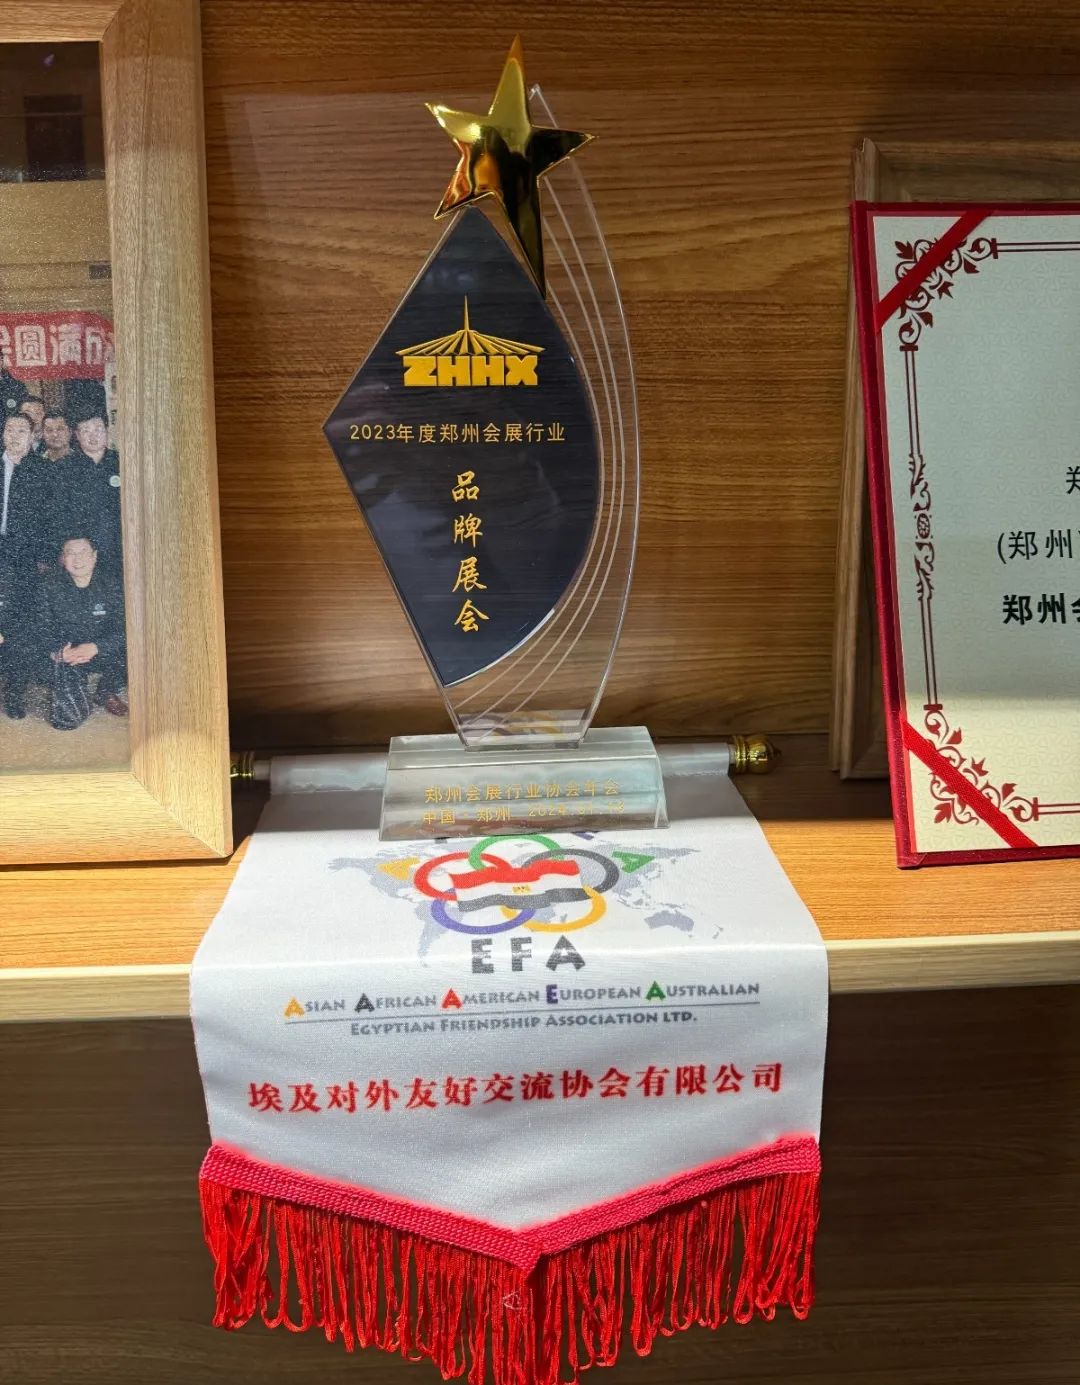 ZHHX
2023年度郑州会展行业
品牌展会
郑州会展行业协会年会
中国·郑州
EFA
ASIAN AFRICAN AMERICAN EUROPEAN AUSTRALIAN
EGYPTIAN FRIENDSHIP ASSOCIATION LTD.
埃及对外友好交流协会有限公司
圆满
(郑州
郑州会